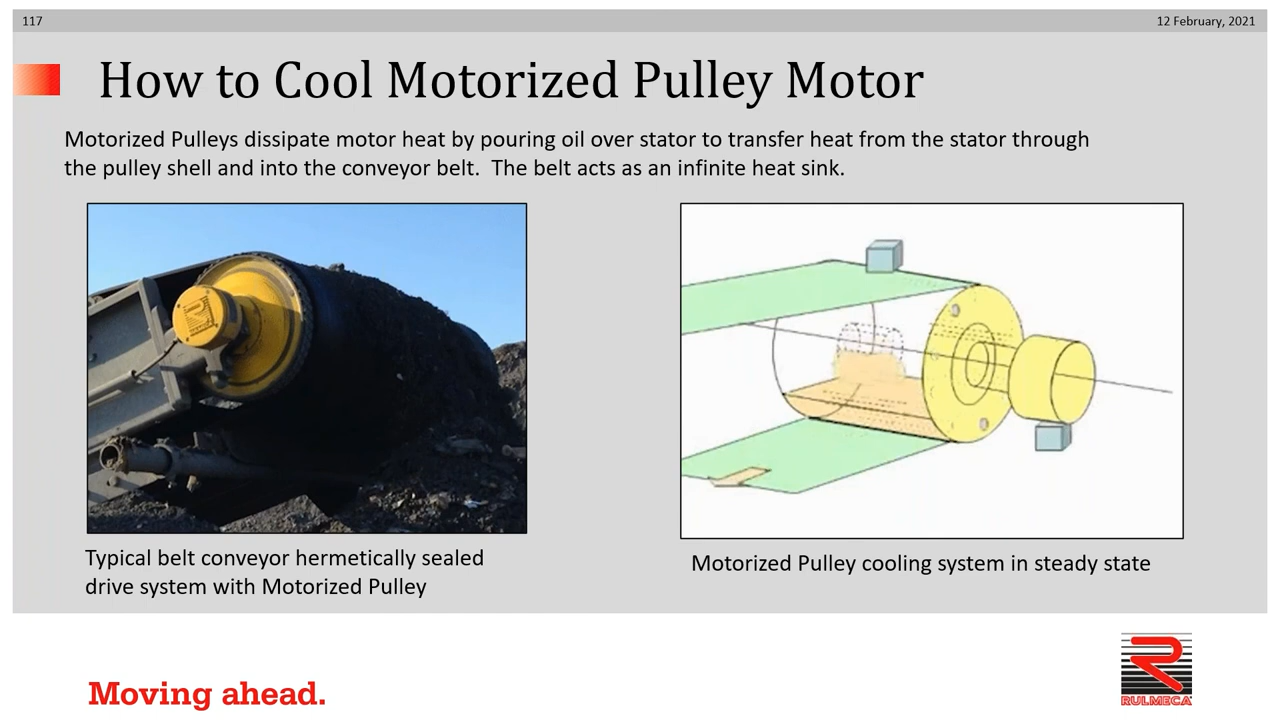 117
12 February, 2021
How to Cool Motorized Pulley Motor
Motorized Pulleys dissipate motor heat by pouring oil over stator to transfer heat from the stator through
the pulley shell and into the conveyor belt.  The belt acts as an infinite heat sink.
Typical belt conveyor hermetically sealed
drive system with Motorized Pulley
Motorized Pulley cooling system in steady state
Moving ahead.
RULMECA